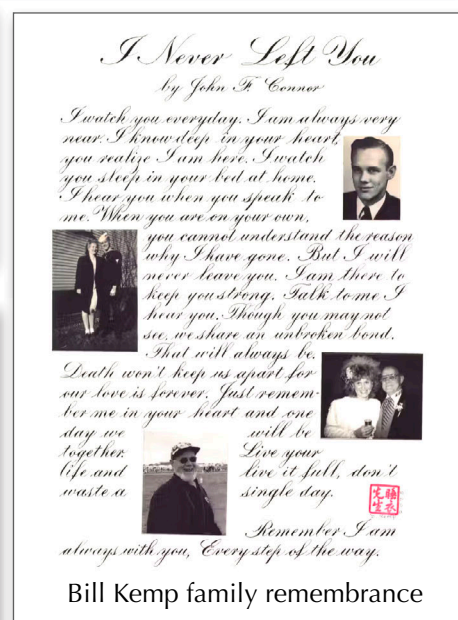 I Never Left You
by John F. Connor
I watch you everyday. I am always very
near. I know deep in your heart,
you realize I am here. I watch
you sleep in your bed at home.
I hear you when you speak to
me. When you are on your own,
you cannot understand the reason
why I have gone. But I will
never leave you. I am there to
keep you strong. Talk to me I
hear you. Though you may not
see, we share an unbroken bond.
That will always be.
Death won't keep us apart for
our love is forever. Just remem-
ber me in your heart and one
day we will be
together. Live your
life and live it full, don't
waste a single day.
Remember I am
always with you, Every step of the way.
Bill Kemp family remembrance